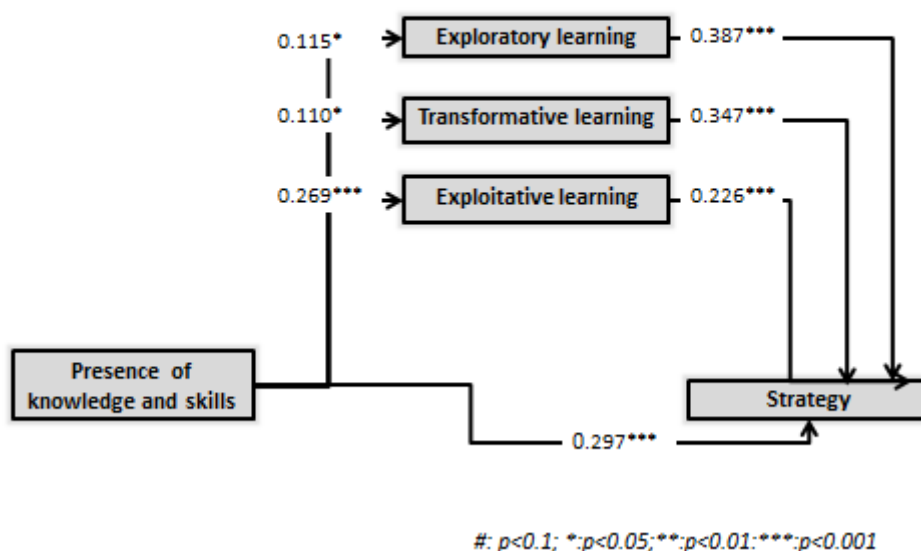 0.115* Exploratory learning 0.387***
0.110* Transformative learning 0.347***
0.269*** Exploitative learning 0.226***
Presence of
knowledge and skills
Strategy
0.297***
#: p<0.1; *:p<0.05;**:p<0.01:***:p<0.001